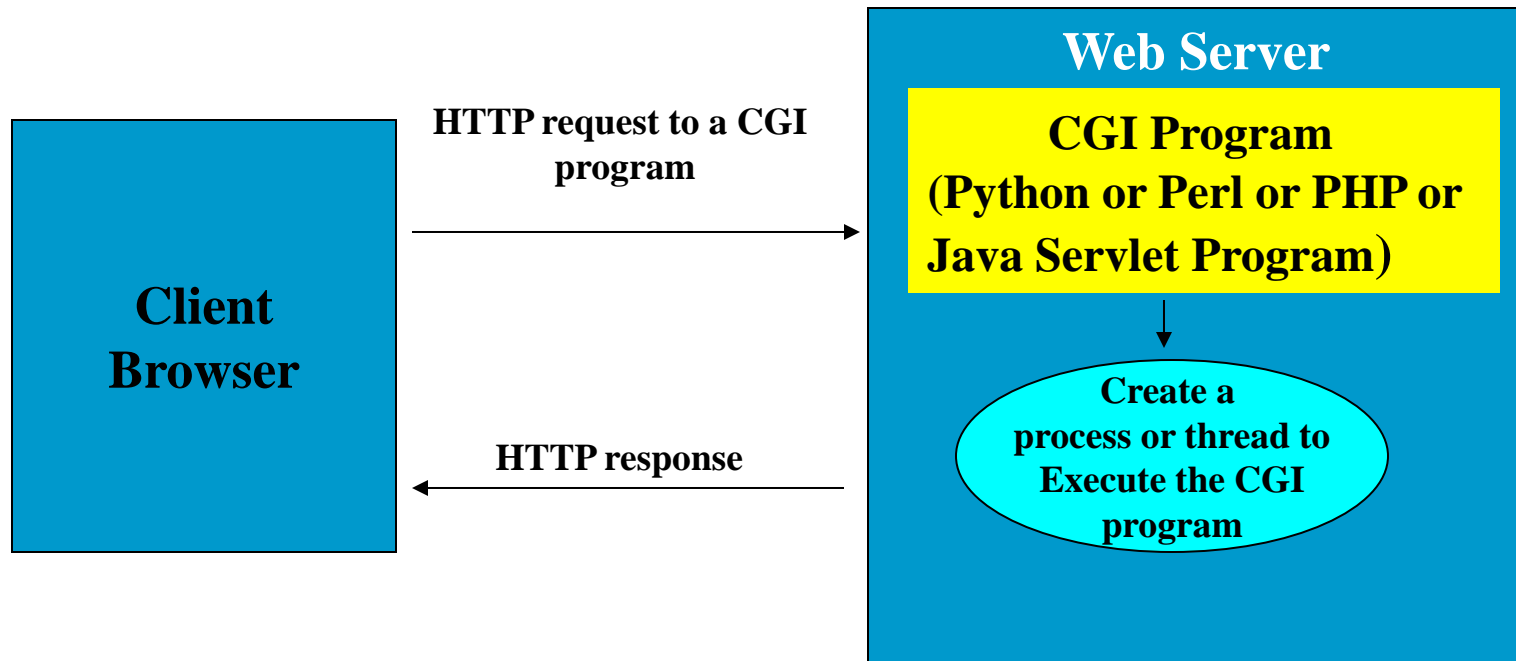 Web Server
HTTP request to a CGI
program
CGI Program
(Python or Perl or PHP or
Java Servlet Program)
Client
Browser
Create a
process or thread to
Execute the CGI
program
HTTP response